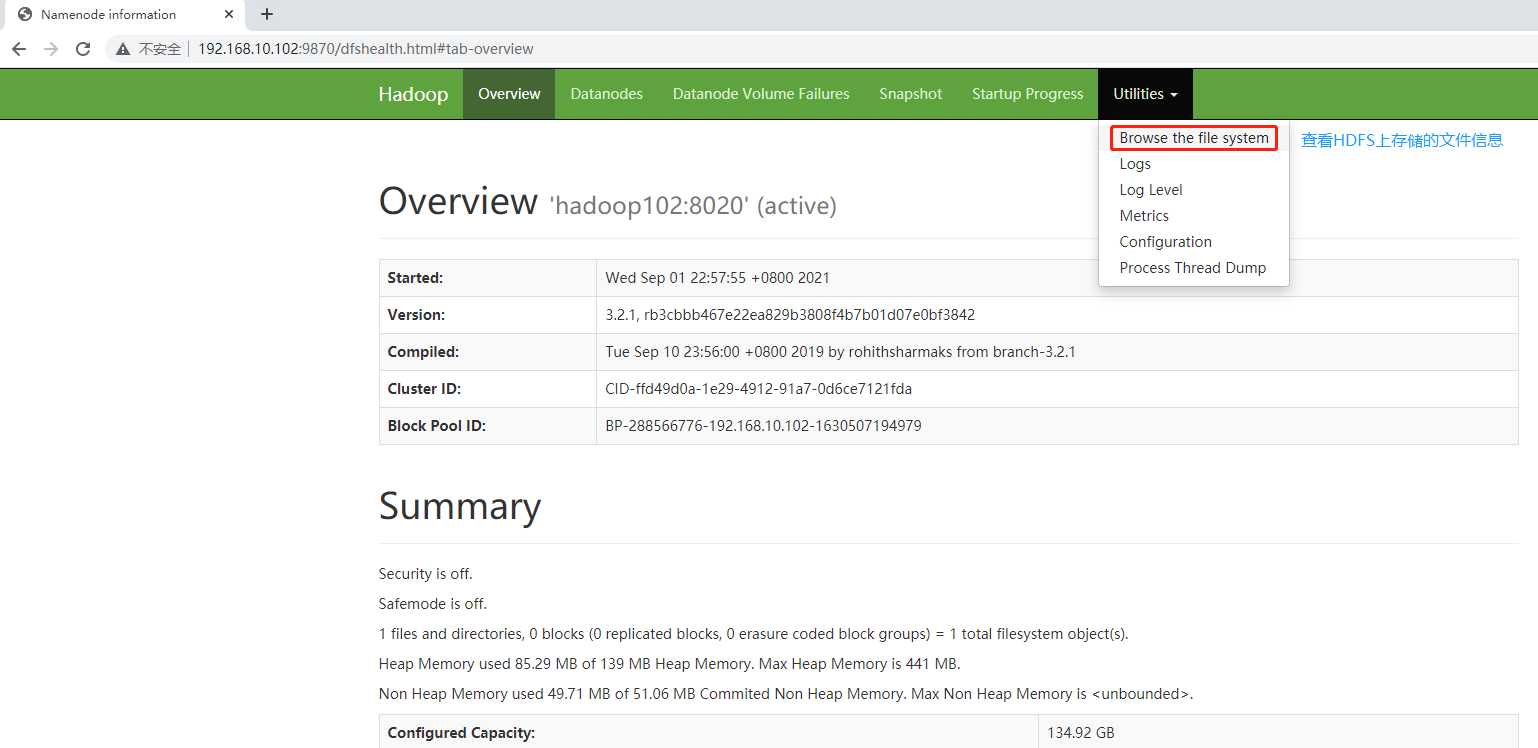 Namenode information
不安全 192.168.10.102:9870/dfshealth.html#tab-overview
Hadoop Overview Datanodes Datanode Volume Failures Snapshot Startup Progress Utilities
Browse the file system 查看HDFS上存储的文件信息
Logs
Log Level
Metrics
Configuration
Process Thread Dump
Overview 'hadoop102:8020' (active)
Started: Wed Sep 01 22:57:55 +0800 2021
Version: 3.2.1, rb3cbbb467e22ea829b3808f4b7b01d07e0bf3842
Compiled: Tue Sep 10 23:56:00 +0800 2019 by rohithsharmaks from branch-3.2.1
Cluster ID: CID-ffd49d0a-1e29-4912-91a7-0d6ce7121fda
Block Pool ID: BP-288566776-192.168.10.102-1630507194979
Summary
Security is off.
Safemode is off.
1 files and directories, 0 blocks (0 replicated blocks, 0 erasure coded block groups) = 1 total filesystem object(s).
Heap Memory used 85.29 MB of 139 MB Heap Memory. Max Heap Memory is 441 MB.
Non Heap Memory used 49.71 MB of 51.06 MB Commited Non Heap Memory. Max Non Heap Memory is <unbounded>.
Configured Capacity: 134.92 GB